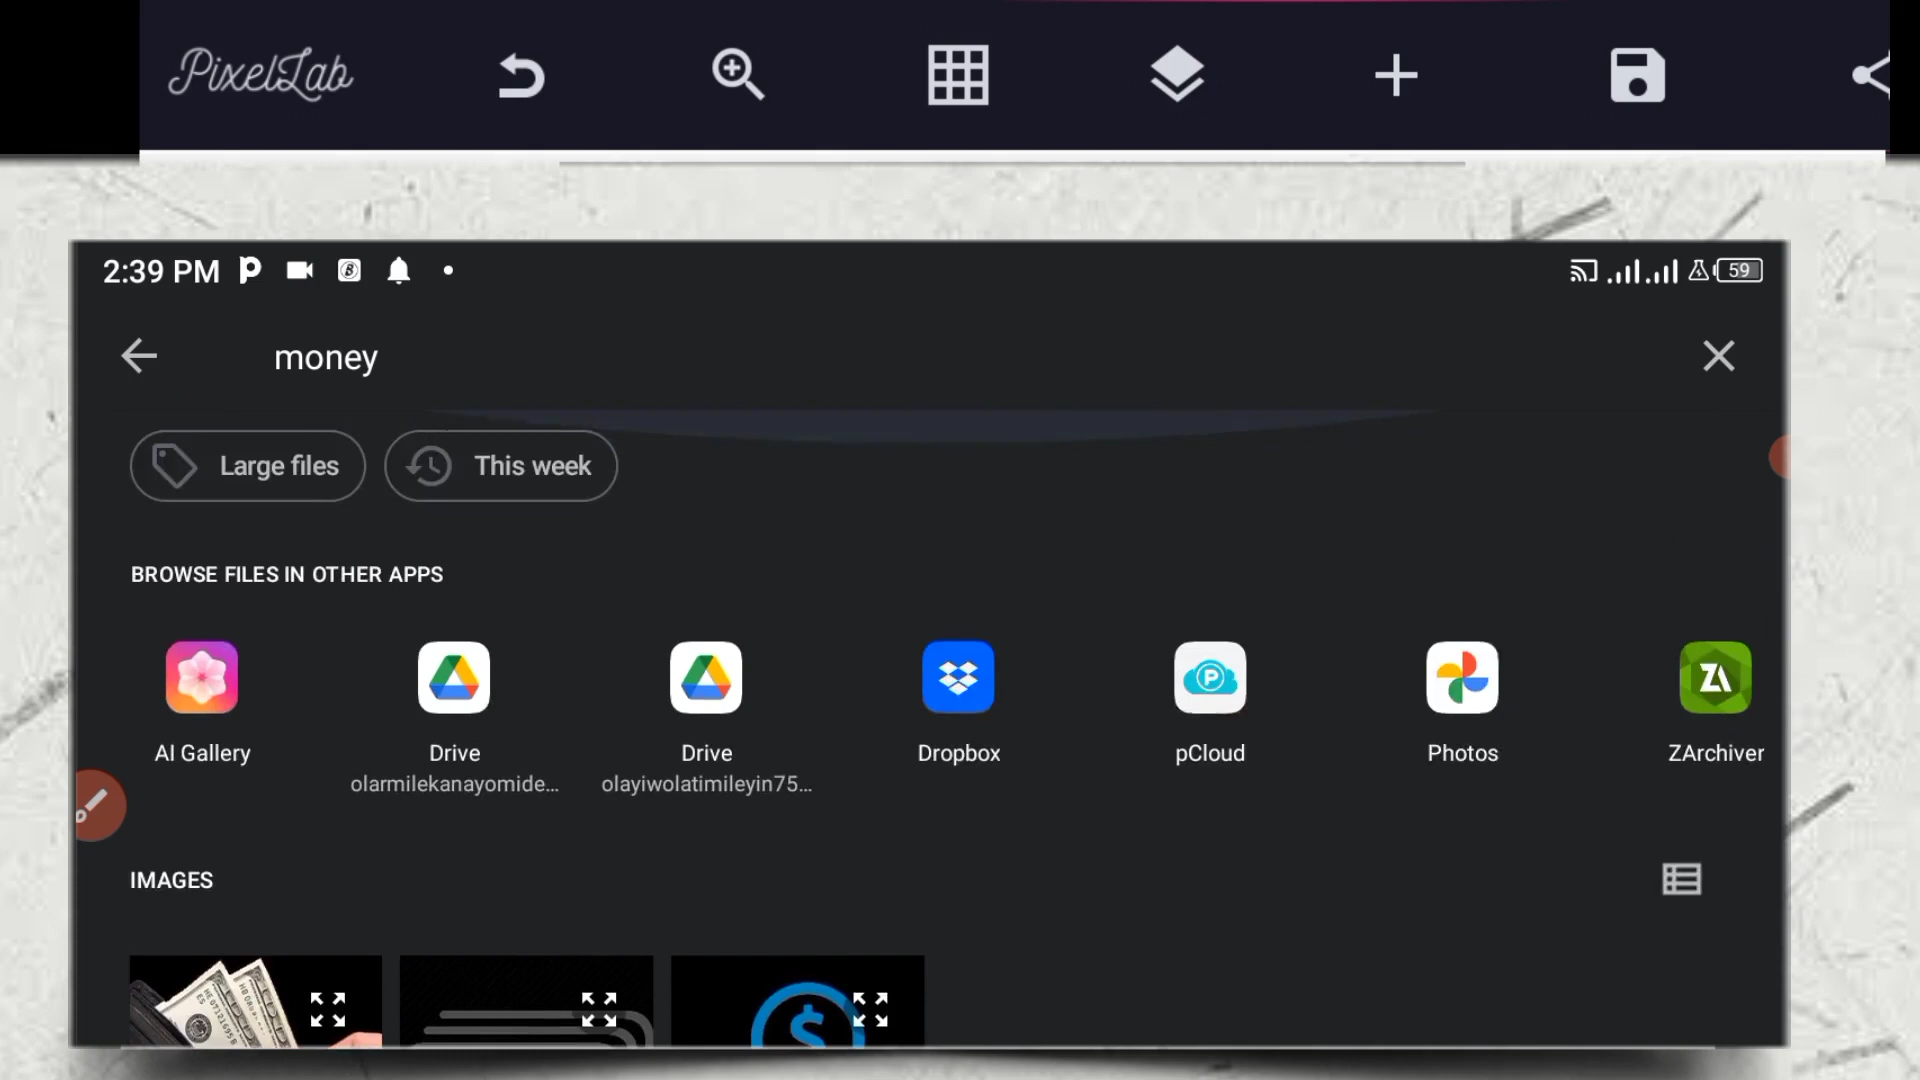 PixelLab
2:39 PM
59
money
Large files
This week
BROWSE FILES IN OTHER APPS
AI Gallery
Drive
Drive
Dropbox
pCloud
Photos
ZArchiver
olarmilekanayomide...
olayiwolatimileyin75...
IMAGES